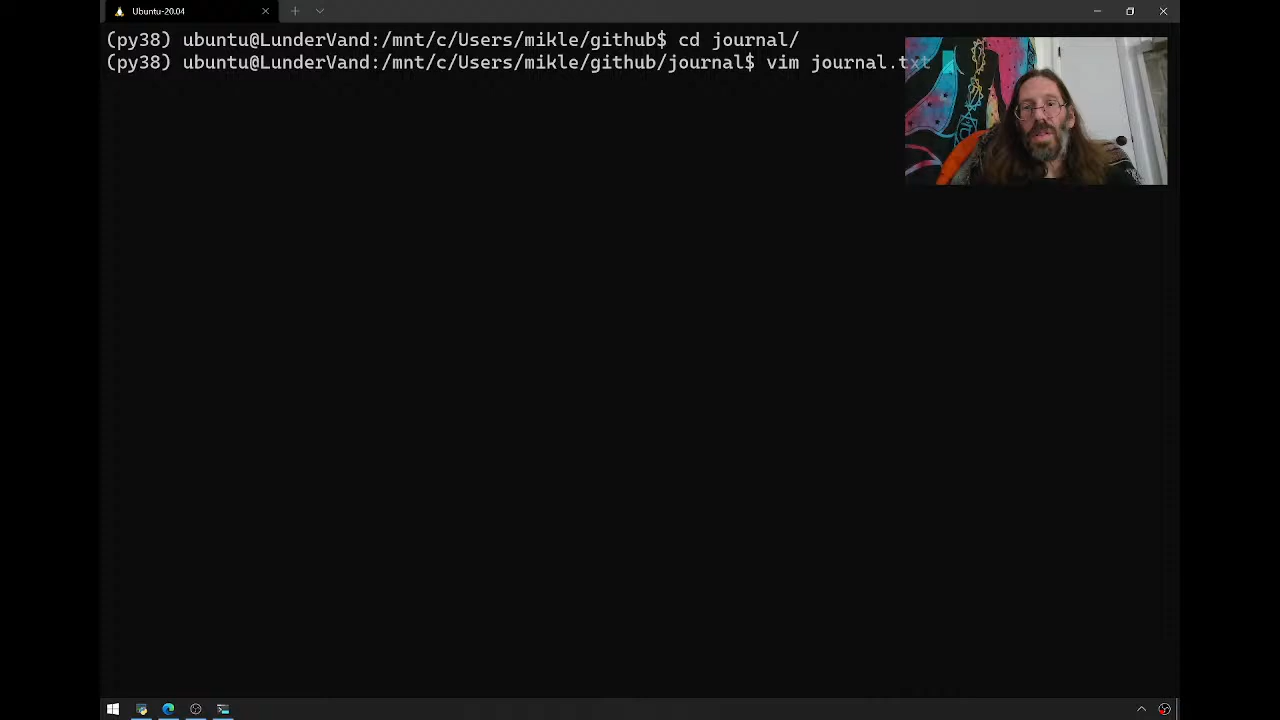 Ubuntu-20.04
(py38) ubuntu@LunderVand:/mnt/c/Users/mikle/github$ cd journal/
(py38) ubuntu@LunderVand:/mnt/c/Users/mikle/github/journal$ vim journal.txt